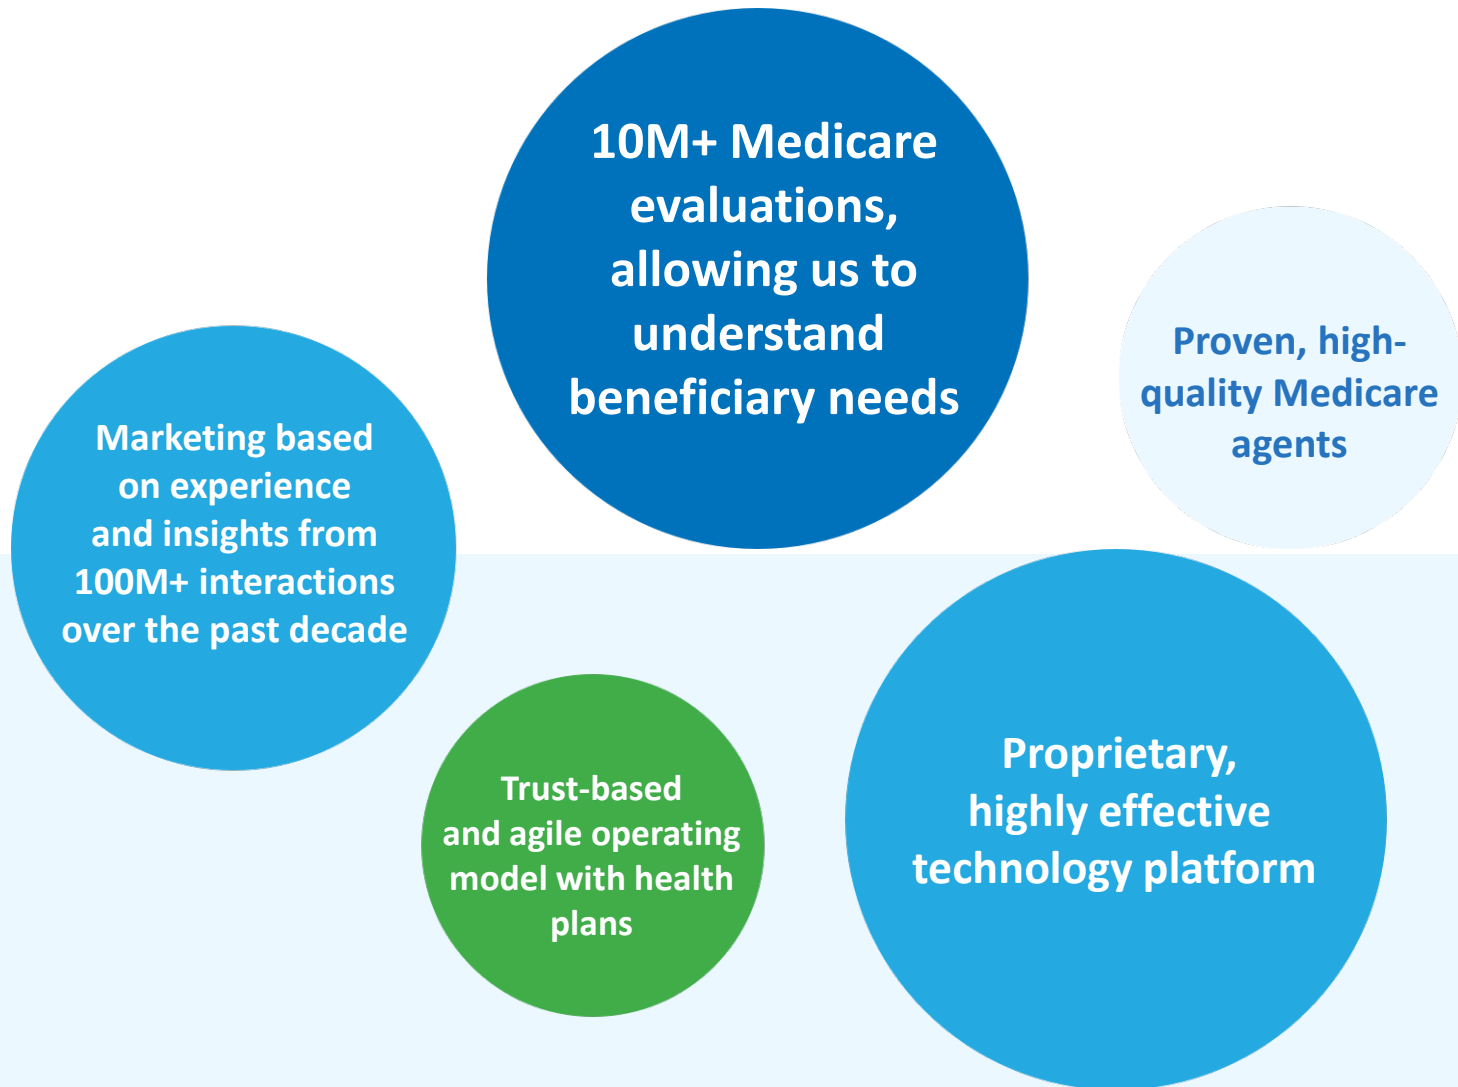 10M+ Medicare
evaluations,
allowing us to
understand
beneficiary needs
Proven, high-
quality Medicare
agents
Marketing based
on experience
and insights from
100M+ interactions
over the past decade
Trust-based
and agile operating
model with health
plans
Proprietary,
highly effective
technology platform